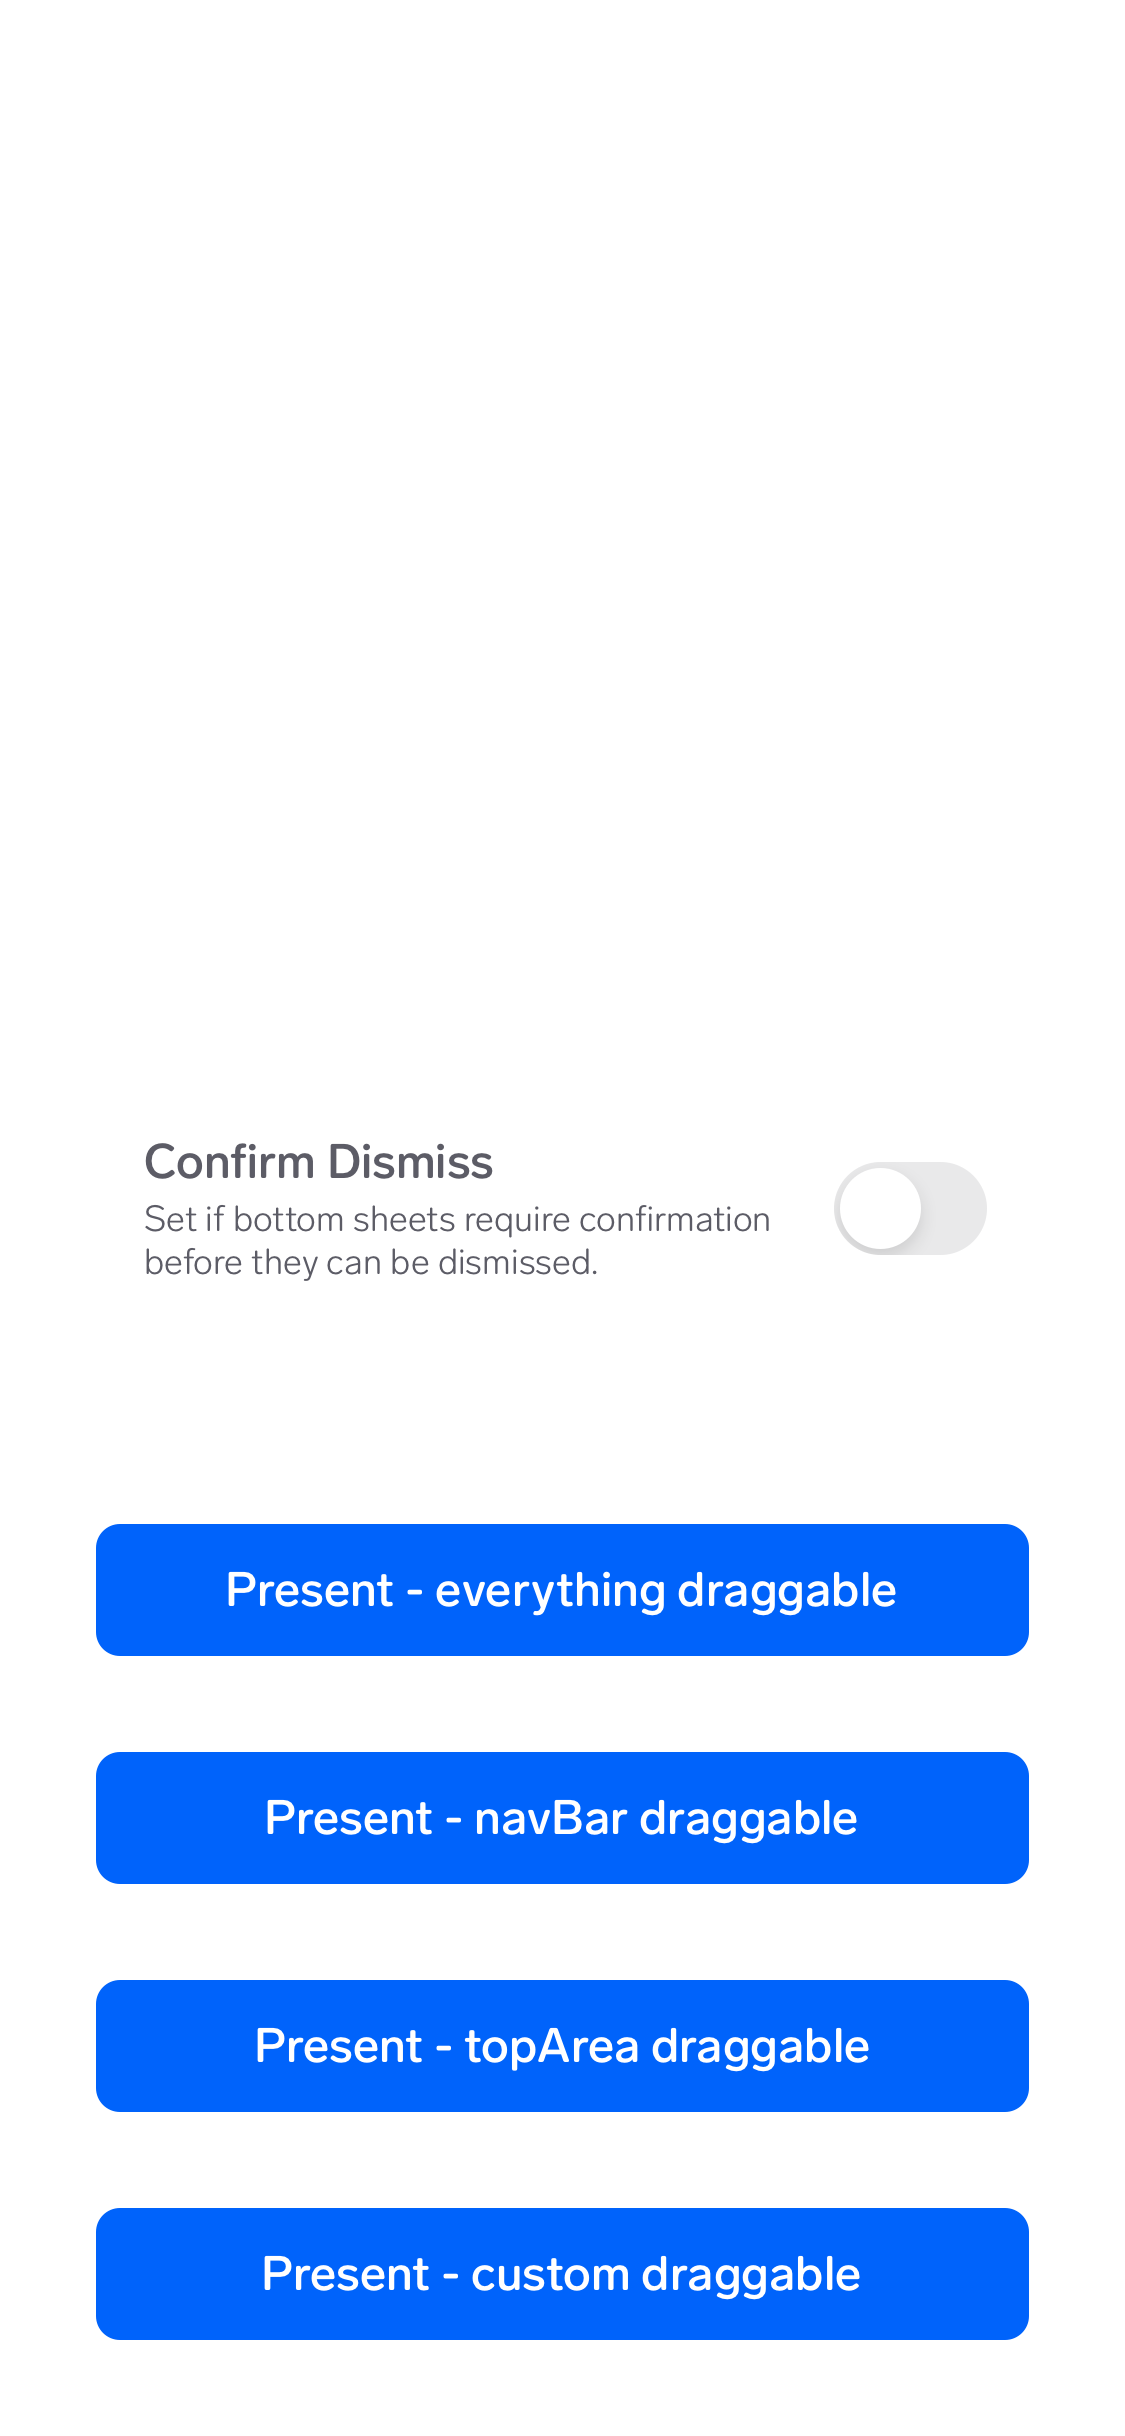 Confirm Dismiss
Set if bottom sheets require confirmation
before they can be dismissed.
Present - everything draggable
Present - navBar draggable
Present - topArea draggable
Present - custom draggable